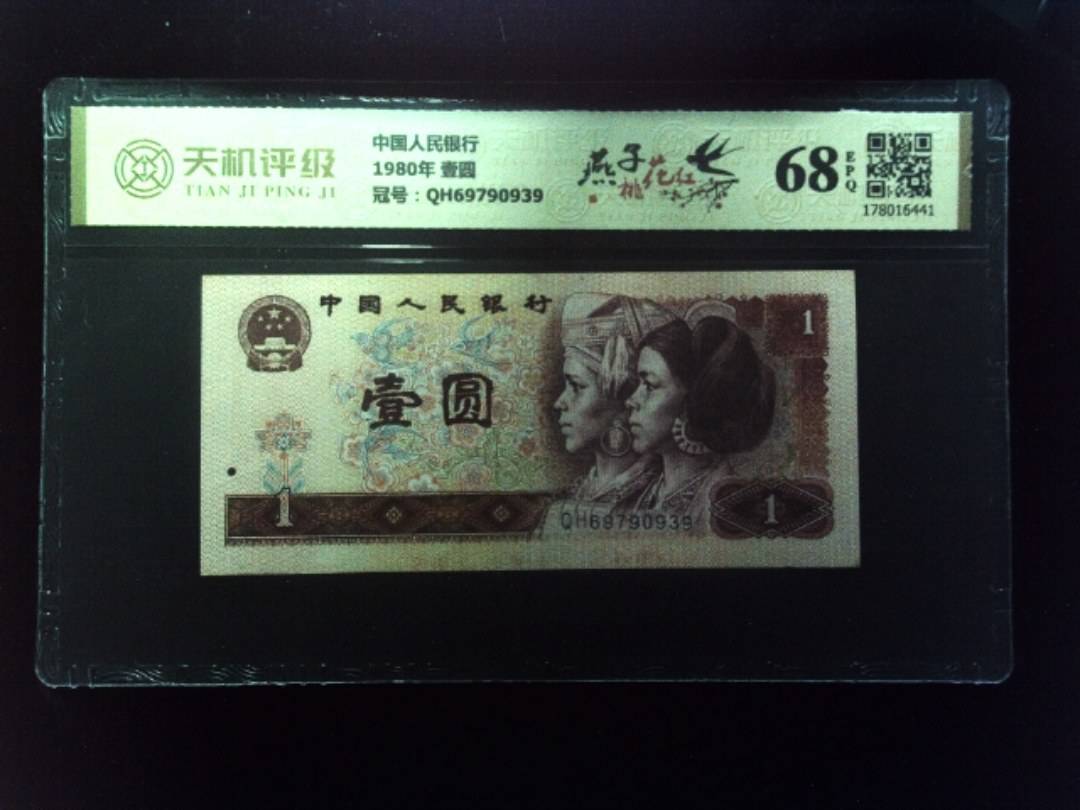 天机评级
TIAN JI PING JI
中国人民银行
1980年 壹圆
冠号：QH69790939
燕子
桃花红
68
EPQ
178016441
中国人民银行
1
壹圆
1
QH69790939
1